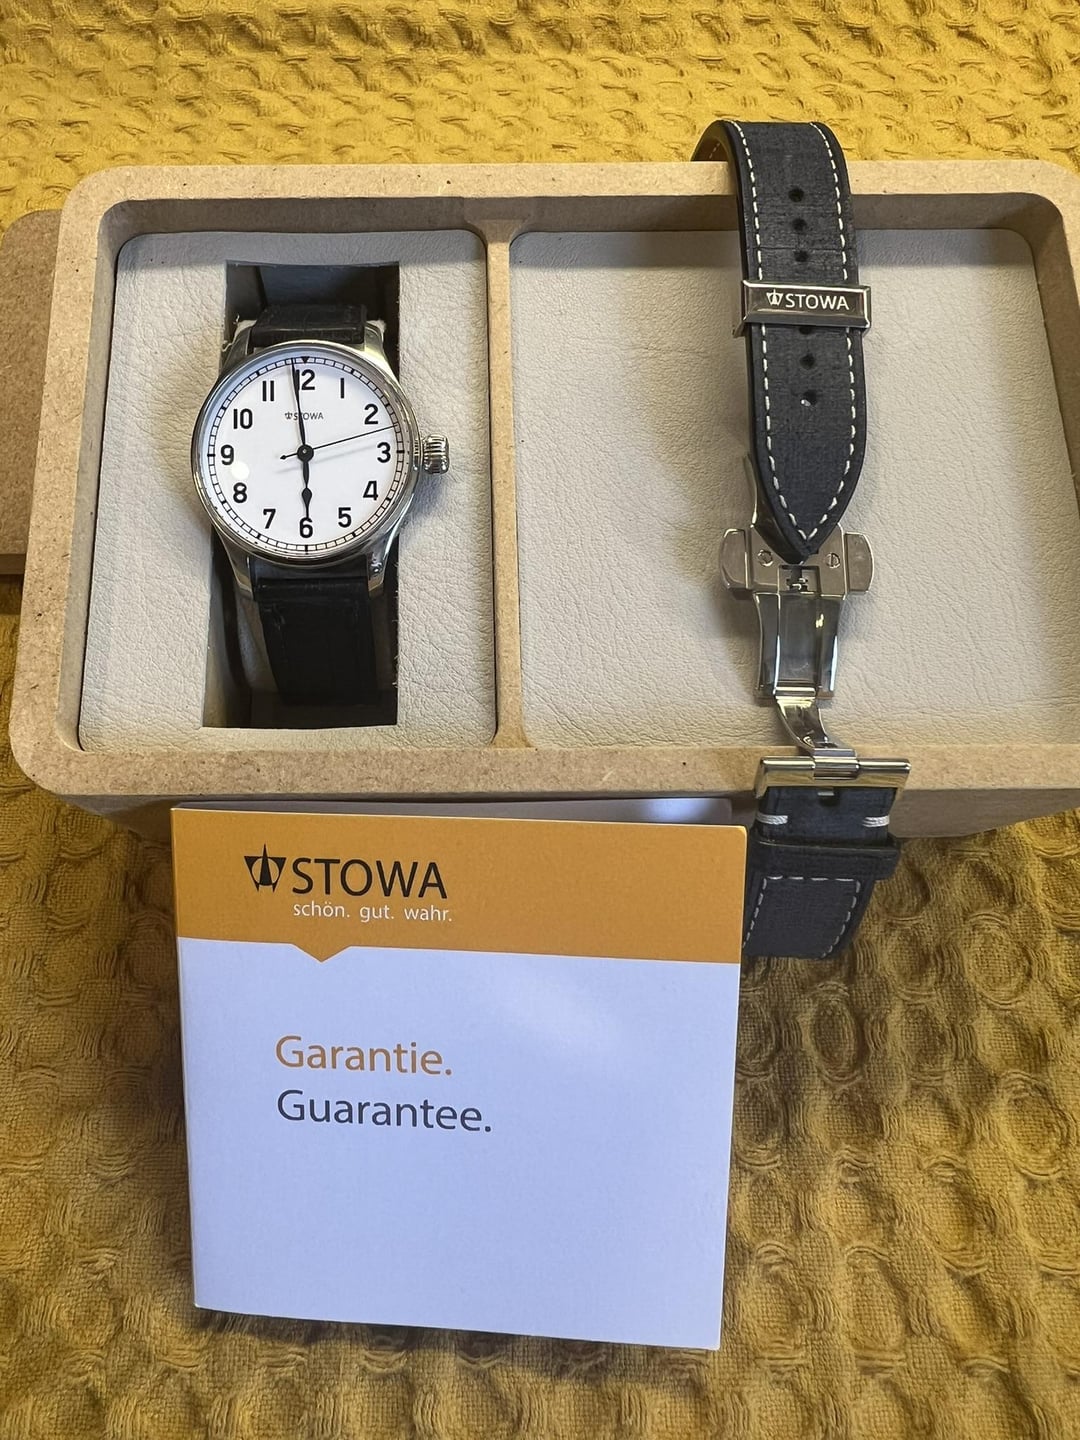 STOWA
12
1
2
3
4
5
6
7
8
9
10
11
STOWA
STOWA
schön. gut. wahr.
Garantie.
Guarantee.